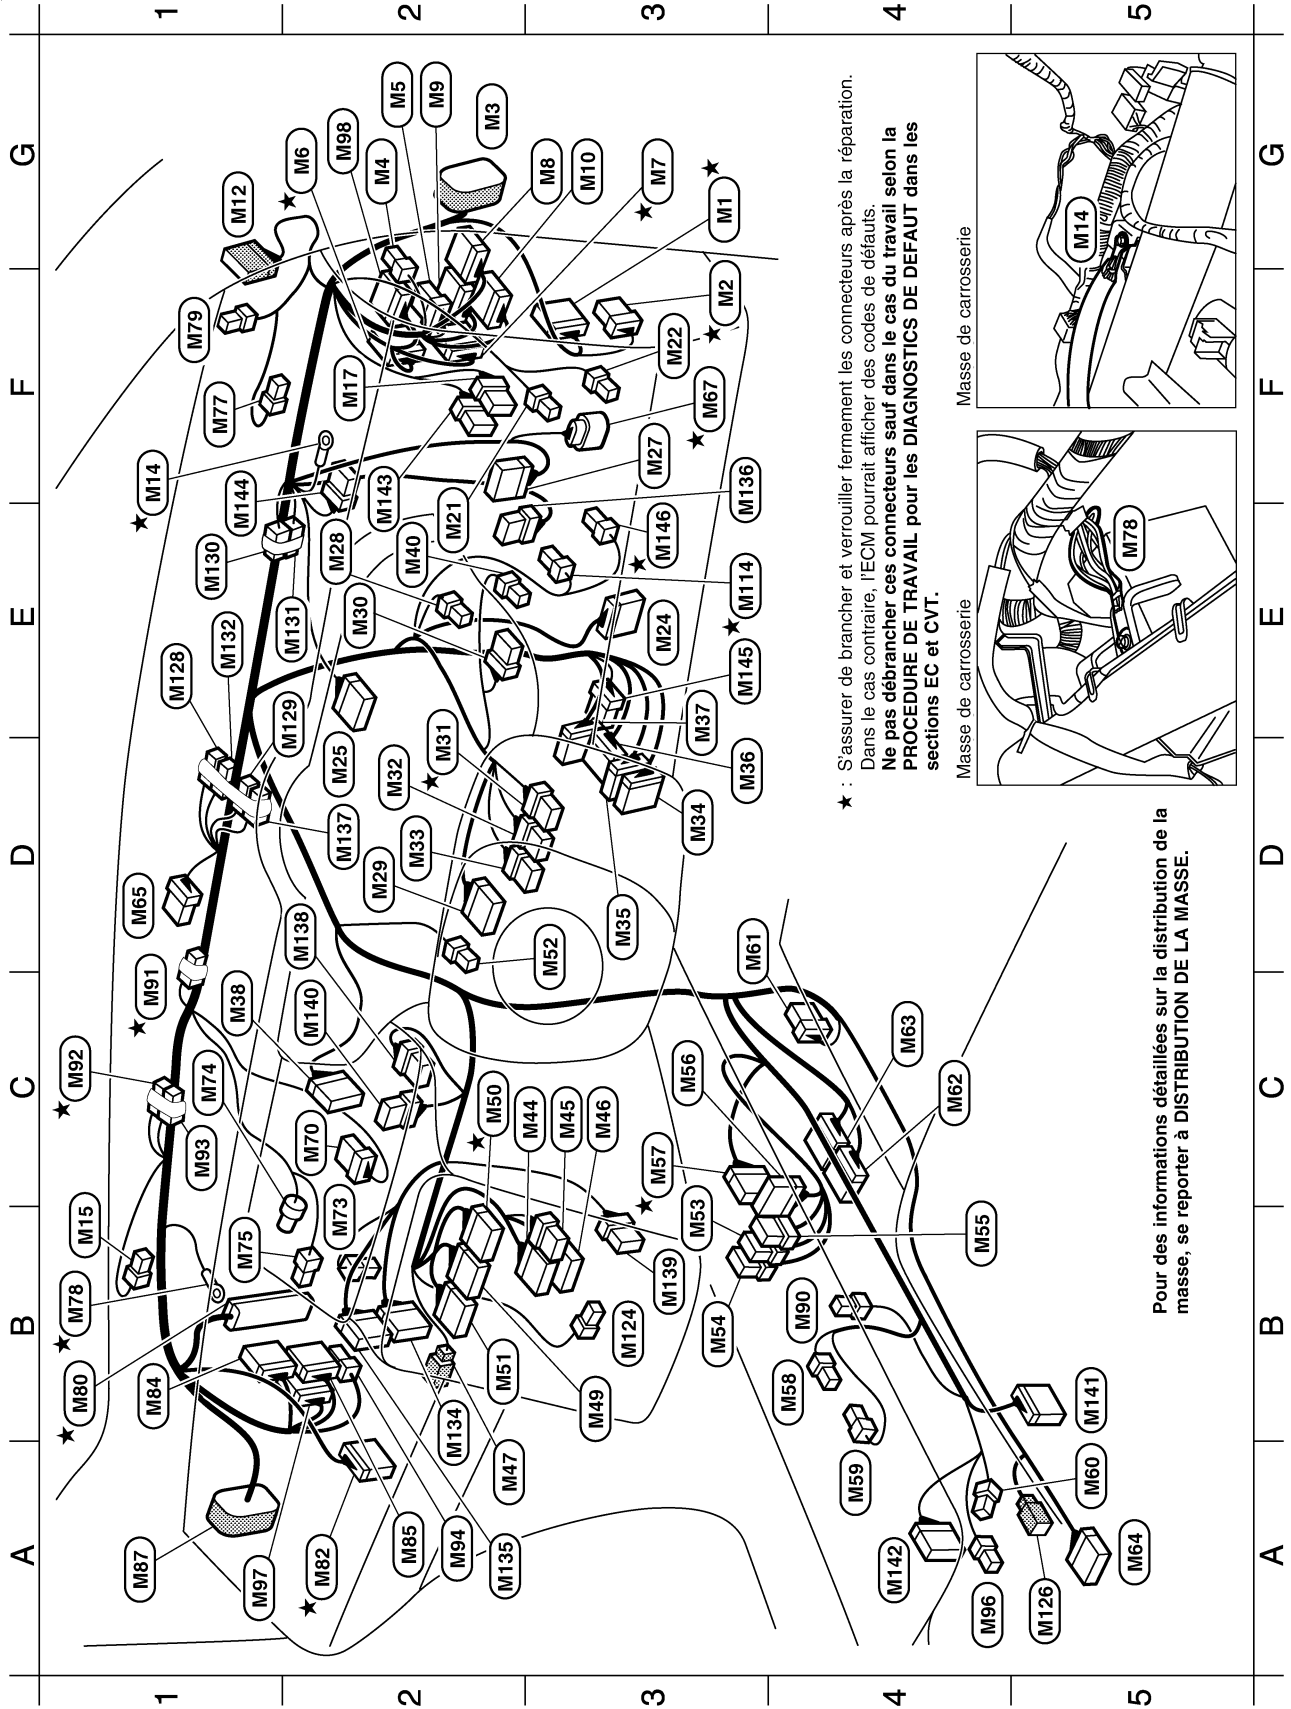 A
B
C
D
E
F
G
1
2
3
4
5
M87
M97
★ M82
M85
M94
M135
M47
M134
M51
M49
M84
★ M80
★ M78
M15
M75
M73
M70
M93
M74
★ M92
★ M91
M38
M140
M138
M65
M137
M129
M128
M132
M131
M130
M144
★ M14
M77
M79
M12
★ M6
M98
M4
M5
M9
M3
M8
M10
★ M7
★ M1
★ M2
M22
★ M67
M27
M136
★ M146
★ M114
M145
M24
M37
M36
M34
M35
M17
M143
M21
M28
M40
M30
M25
★ M31
M32
M33
M29
M52
★ M50
M44
M45
M46
★ M57
M139
M124
M56
M53
M54
M55
M61
M63
M62
M90
M58
M59
M141
M60
M142
M96
M126
M64
★ : S'assurer de brancher et verrouiller fermement les connecteurs après la réparation.
Dans le cas contraire, l'ECM pourrait afficher des codes de défauts.
Ne pas débrancher ces connecteurs sauf dans le cas du travail selon la
PROCEDURE DE TRAVAIL pour les DIAGNOSTICS DE DEFAUT dans les
sections EC et CVT.
Masse de carrosserie
M78
Masse de carrosserie
M14
Pour des informations détaillées sur la distribution de la
masse, se reporter à DISTRIBUTION DE LA MASSE.
1
2
3
4
5
A
B
C
D
E
F
G